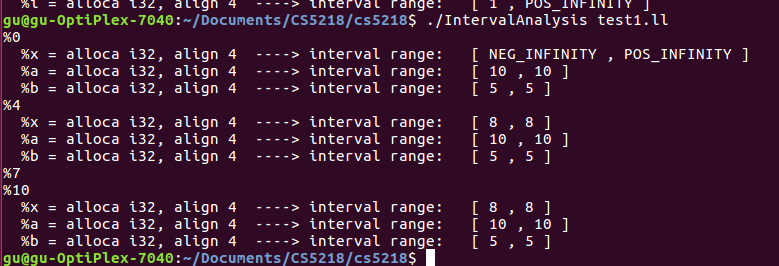 %i = alloca i32, align 4  ----> interval range:   [ 1 , POS_INFINITY ]
gu@gu-OptiPlex-7040:~/Documents/CS5218/cs5218$ ./IntervalAnalysis test1.ll
%0
  %x = alloca i32, align 4  ----> interval range:   [ NEG_INFINITY , POS_INFINITY ]
  %a = alloca i32, align 4  ----> interval range:   [ 10 , 10 ]
  %b = alloca i32, align 4  ----> interval range:   [ 5 , 5 ]
%4
  %x = alloca i32, align 4  ----> interval range:   [ 8 , 8 ]
  %a = alloca i32, align 4  ----> interval range:   [ 10 , 10 ]
  %b = alloca i32, align 4  ----> interval range:   [ 5 , 5 ]
%7
%10
  %x = alloca i32, align 4  ----> interval range:   [ 8 , 8 ]
  %a = alloca i32, align 4  ----> interval range:   [ 10 , 10 ]
  %b = alloca i32, align 4  ----> interval range:   [ 5 , 5 ]
gu@gu-OptiPlex-7040:~/Documents/CS5218/cs5218$